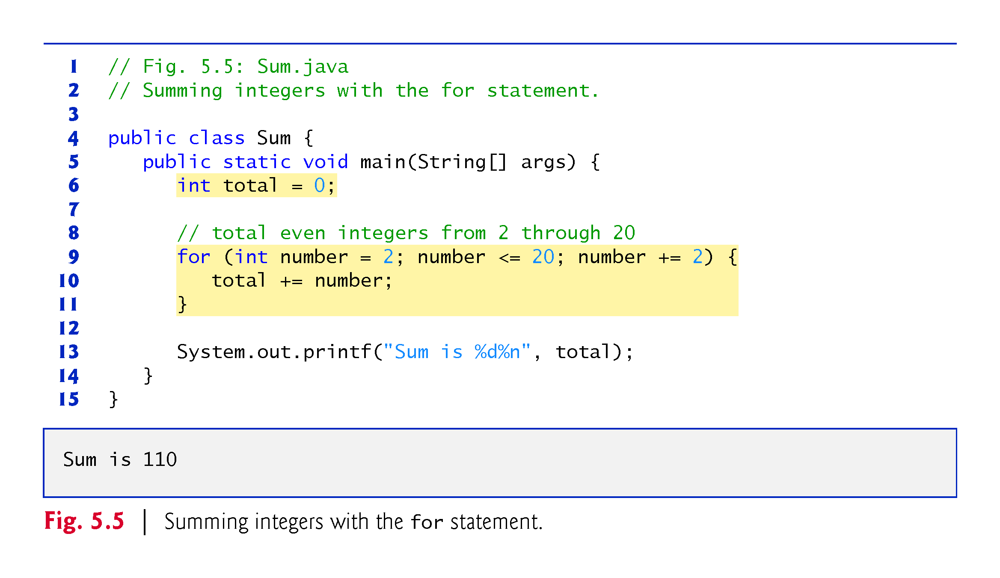 1 // Fig. 5.5: Sum.java
2 // Summing integers with the for statement.
3
4 public class Sum {
5    public static void main(String[] args) {
6       int total = 0;
7
8       // total even integers from 2 through 20
9       for (int number = 2; number <= 20; number += 2) {
10         total += number;
11      }
12
13      System.out.printf("Sum is %d%n", total);
14   }
15 }
Sum is 110
Fig. 5.5 | Summing integers with the for statement.